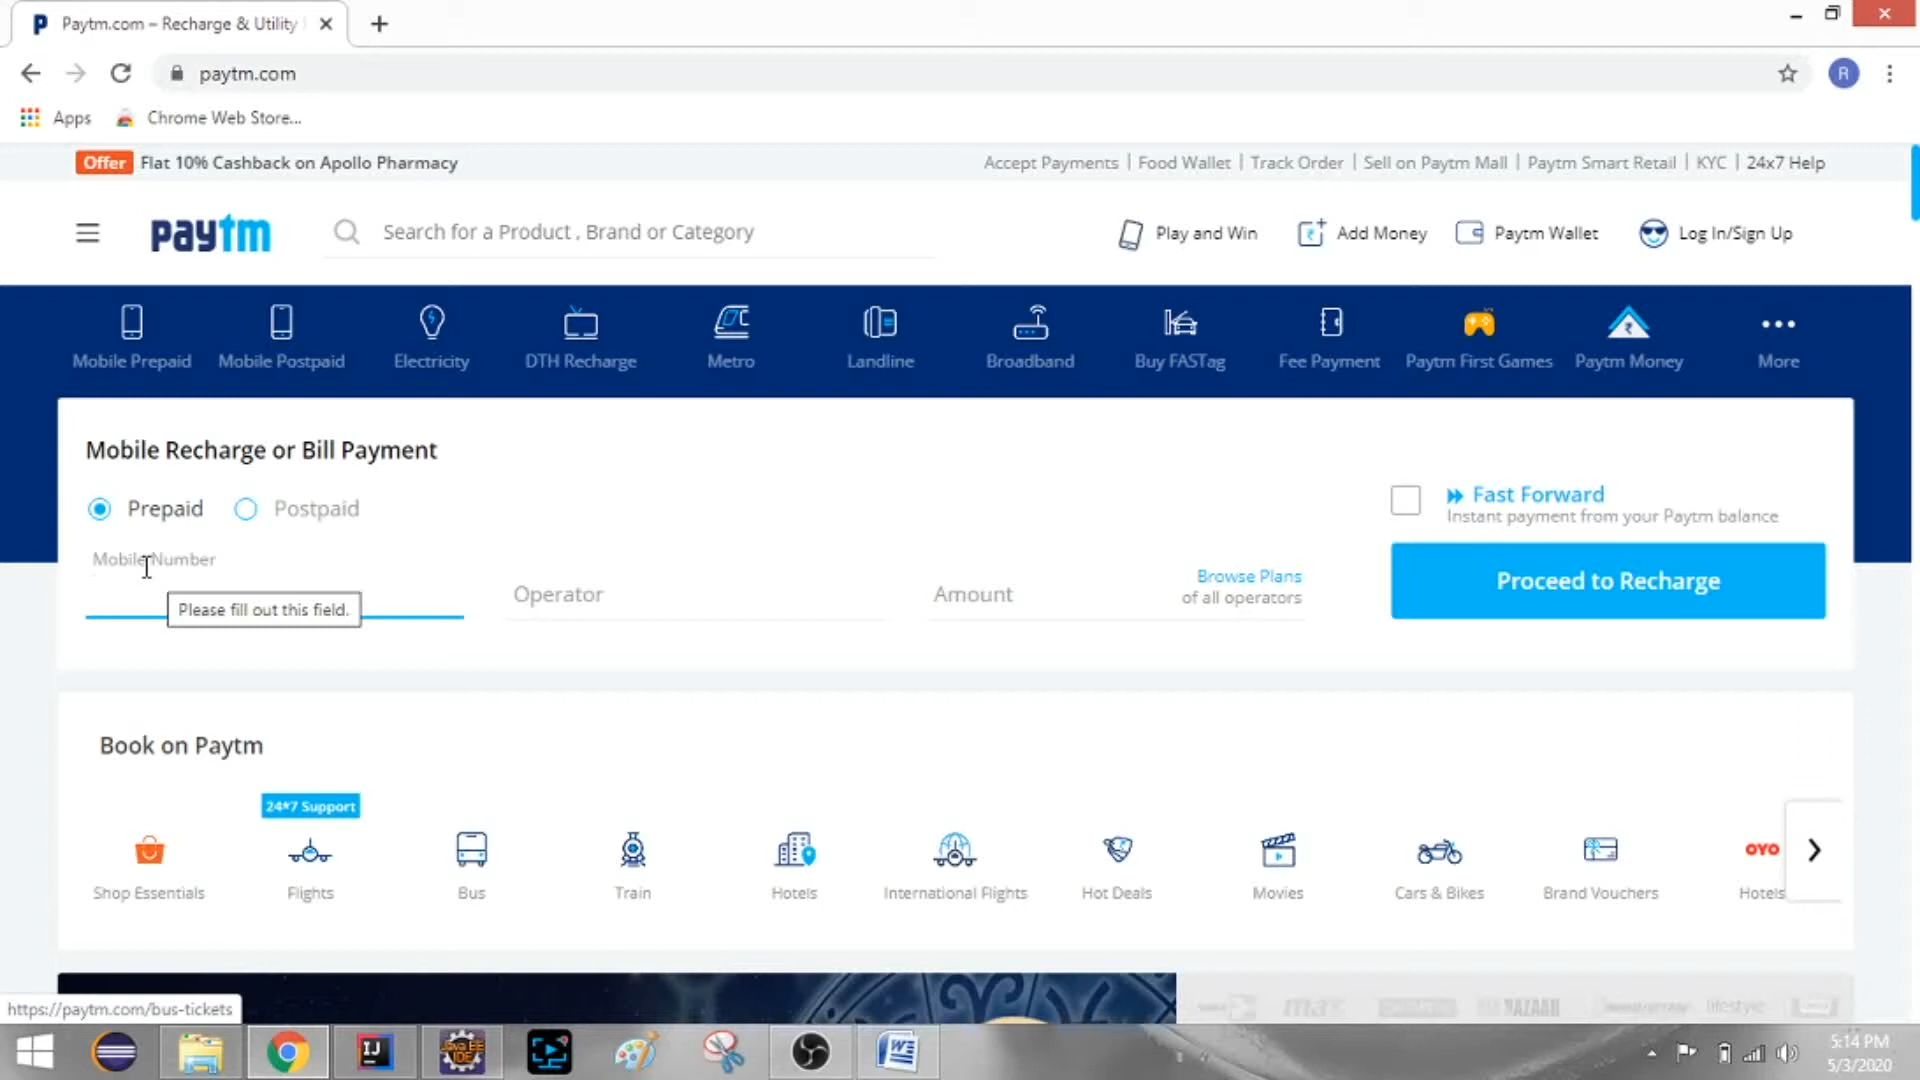 Paytm.com – Recharge & Utility
paytm.com
R
Apps
Chrome Web Store...
Offer Flat 10% Cashback on Apollo Pharmacy
Accept Payments | Food Wallet | Track Order | Sell on Paytm Mall | Paytm Smart Retail | KYC | 24x7 Help
paytm
Search for a Product , Brand or Category
Play and Win
Add Money
Paytm Wallet
Log In/Sign Up
Mobile Prepaid
Mobile Postpaid
Electricity
DTH Recharge
Metro
Landline
Broadband
Buy FASTag
Fee Payment
Paytm First Games
Paytm Money
More
Mobile Recharge or Bill Payment
Prepaid
Postpaid
Fast Forward
Instant payment from your Paytm balance
Mobile Number
Please fill out this field.
Operator
Amount
Browse Plans
of all operators
Proceed to Recharge
Book on Paytm
24*7 Support
Shop Essentials
Flights
Bus
Train
Hotels
International Flights
Hot Deals
Movies
Cars & Bikes
Brand Vouchers
OYO
Hotels
https://paytm.com/bus-tickets
max
BAZAAR
lifestyle
IJ
Java EE
IDE
W
5:14 PM
5/3/2020